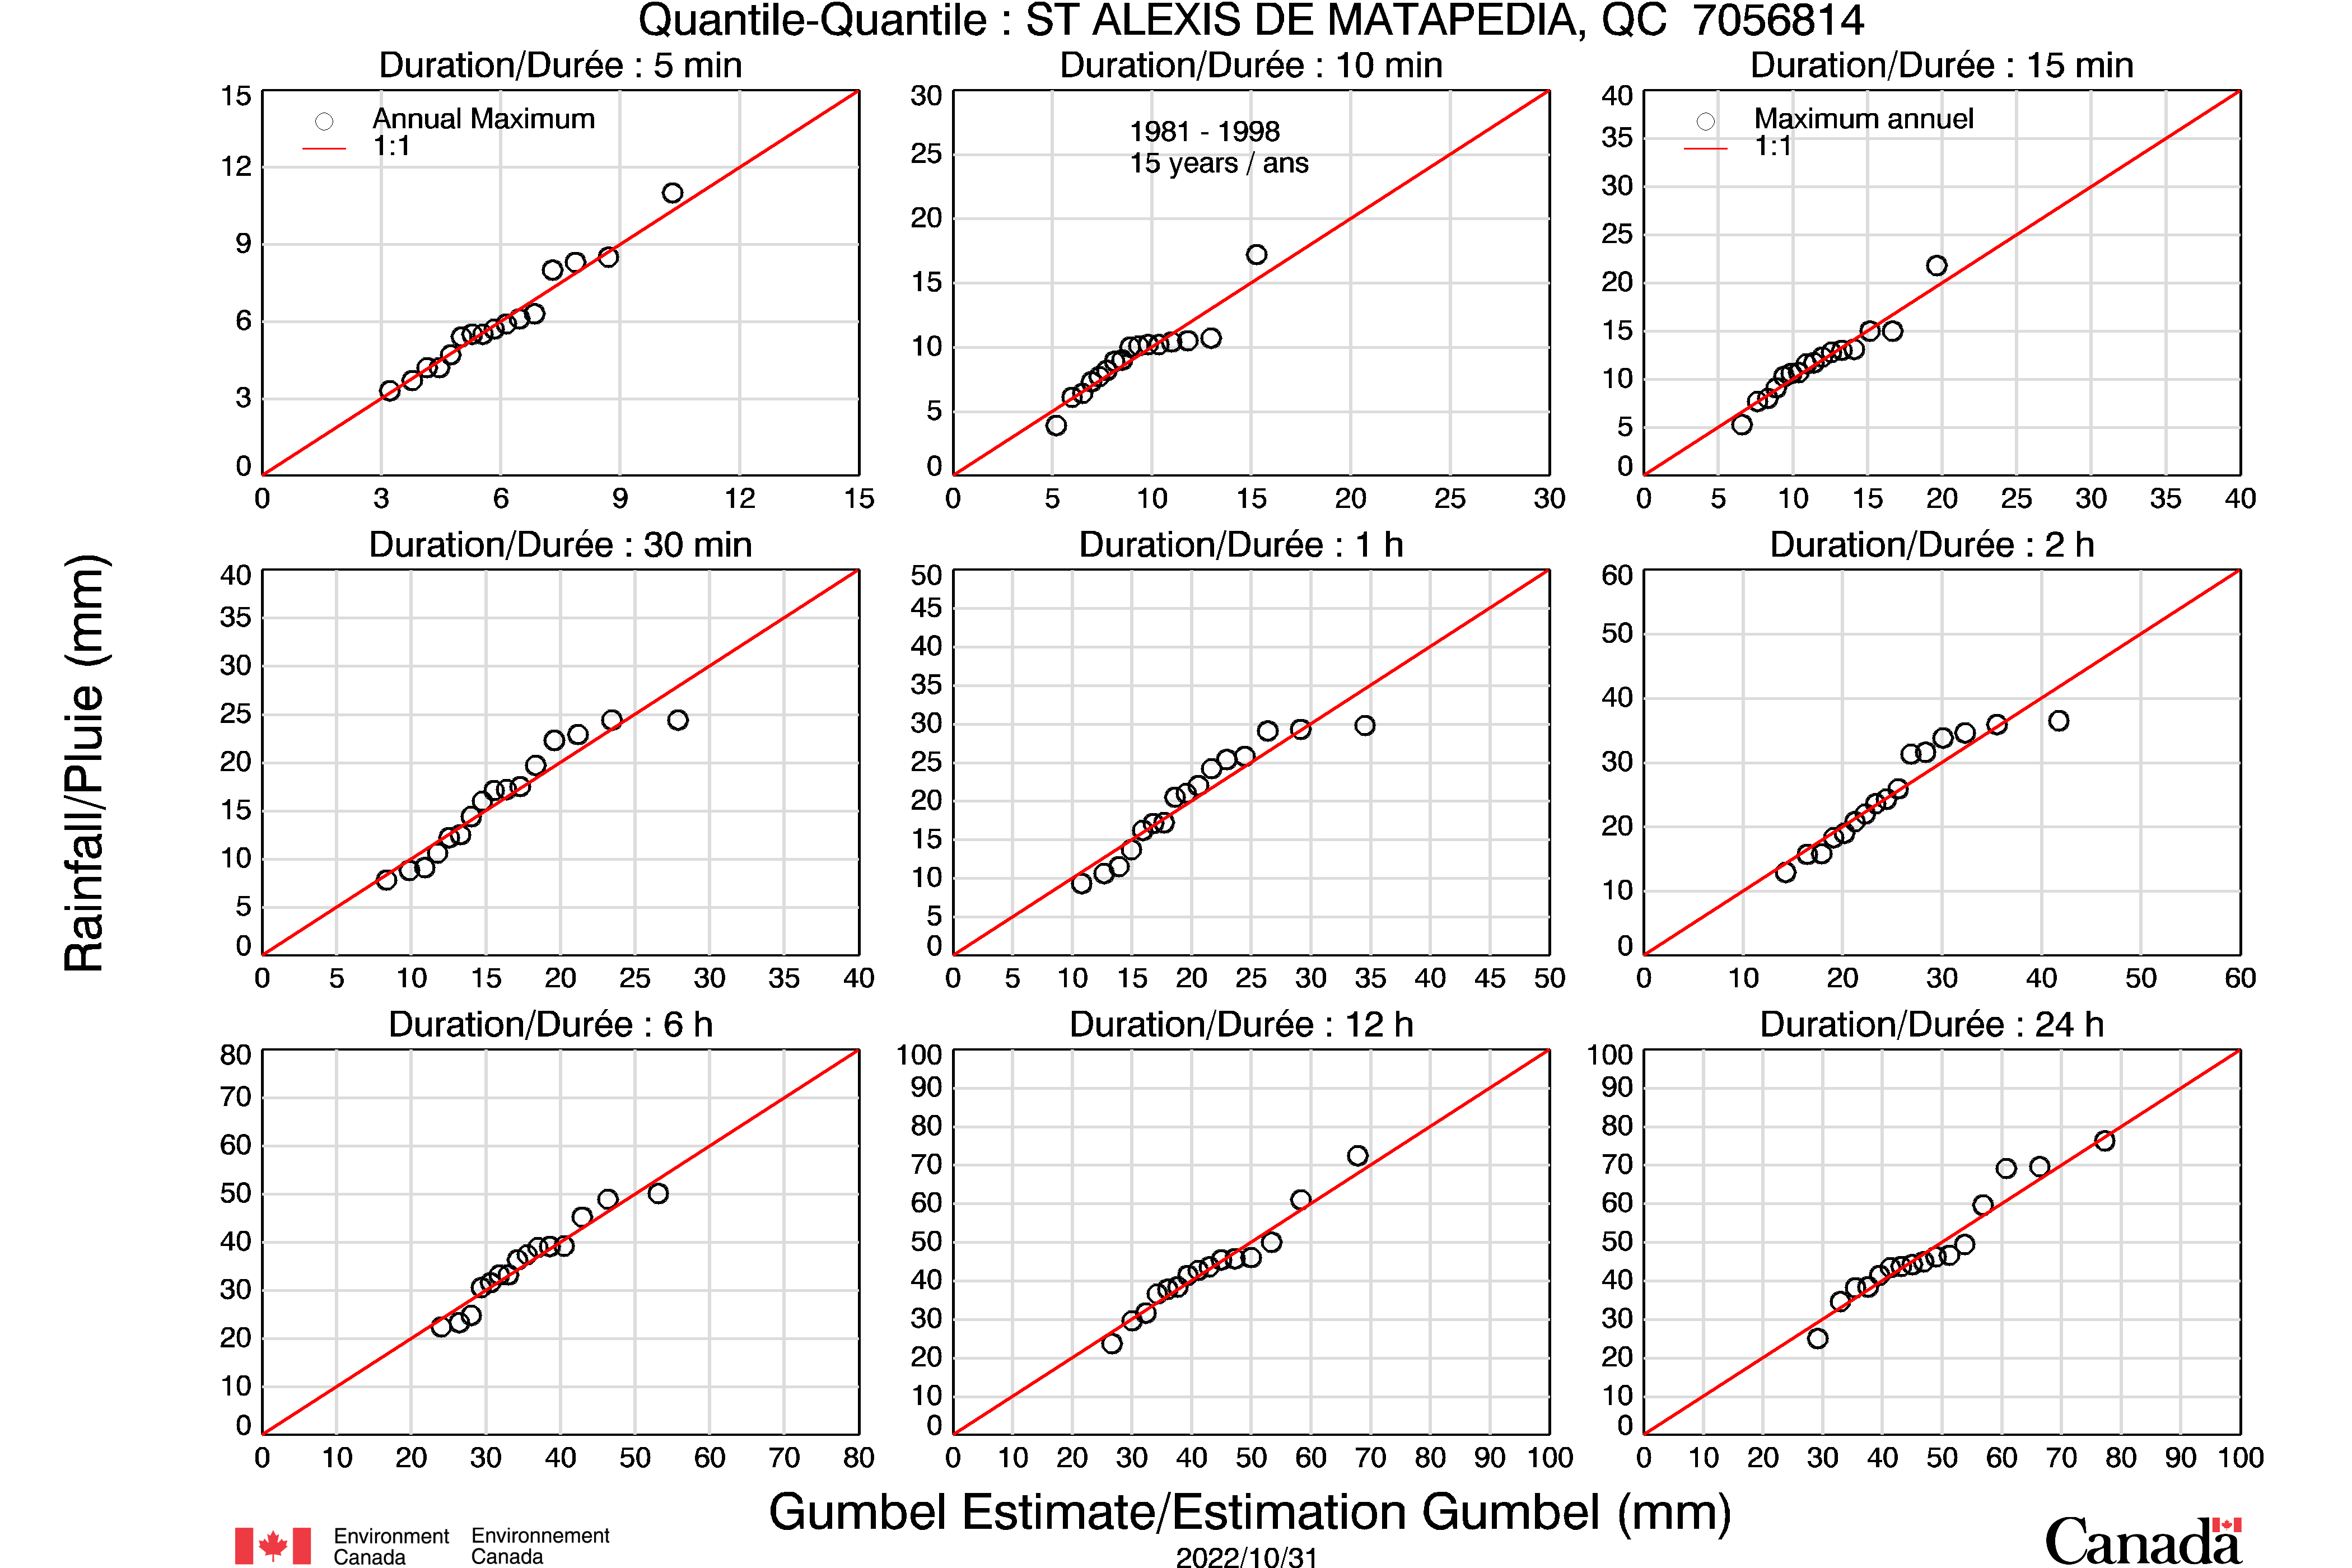 Quantile-Quantile : ST ALEXIS DE MATAPEDIA, QC 7056814
Duration/Durée : 5 min
15
12
9
6
3
0
0 3 6 9 12 15
Annual Maximum
1:1
Duration/Durée : 10 min
30
25
20
15
10
5
0
0 5 10 15 20 25 30
1981 - 1998
15 years / ans
Duration/Durée : 15 min
40
35
30
25
20
15
10
5
0
0 5 10 15 20 25 30 35 40
Maximum annuel
1:1
Rainfall/Pluie (mm)
Duration/Durée : 30 min
40
35
30
25
20
15
10
5
0
0 5 10 15 20 25 30 35 40
Duration/Durée : 1 h
50
45
40
35
30
25
20
15
10
5
0
0 5 10 15 20 25 30 35 40 45 50
Duration/Durée : 2 h
60
50
40
30
20
10
0
0 10 20 30 40 50 60
Duration/Durée : 6 h
80
70
60
50
40
30
20
10
0
0 10 20 30 40 50 60 70 80
Duration/Durée : 12 h
100
90
80
70
60
50
40
30
20
10
0
0 10 20 30 40 50 60 70 80 90 100
Duration/Durée : 24 h
100
90
80
70
60
50
40
30
20
10
0
0 10 20 30 40 50 60 70 80 90 100
Gumbel Estimate/Estimation Gumbel (mm)
Environment Canada
Environnement Canada
2022/10/31
Canada